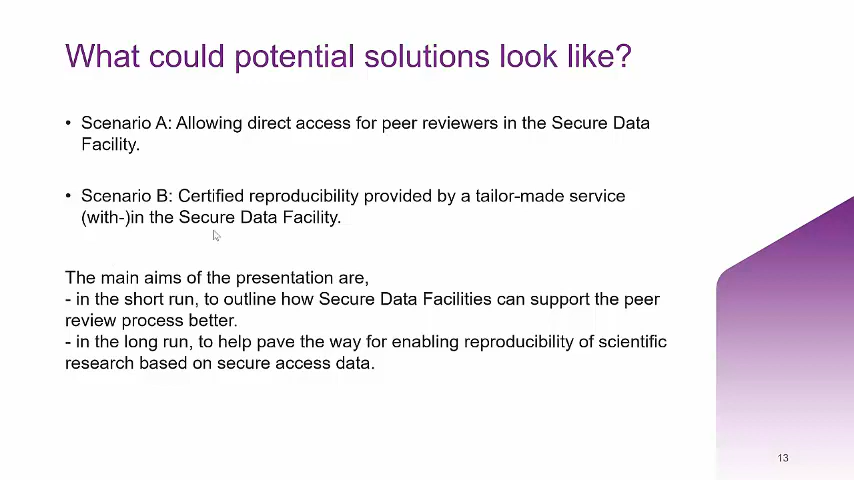 What could potential solutions look like?
• Scenario A: Allowing direct access for peer reviewers in the Secure Data
Facility.
• Scenario B: Certified reproducibility provided by a tailor-made service
(with-)in the Secure Data Facility.
The main aims of the presentation are,
- in the short run, to outline how Secure Data Facilities can support the peer
review process better.
- in the long run, to help pave the way for enabling reproducibility of scientific
research based on secure access data.
13